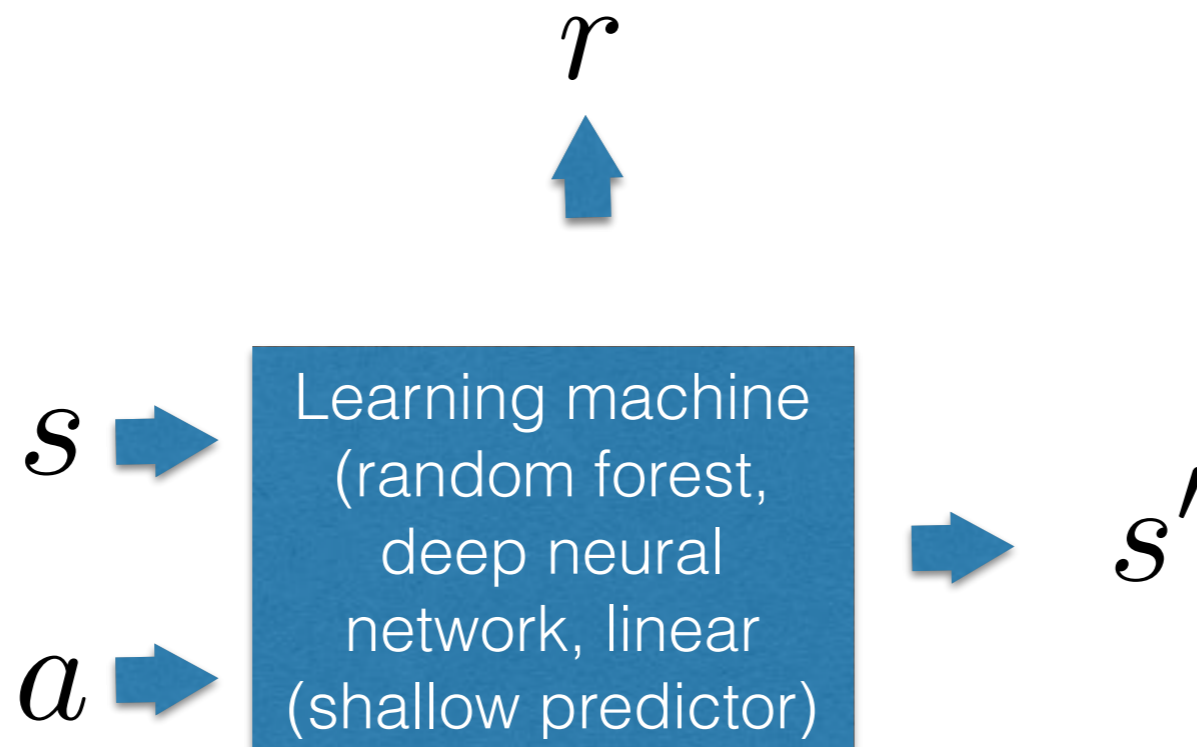 r
s
a
Learning machine
(random forest,
deep neural
network, linear
(shallow predictor)
s′